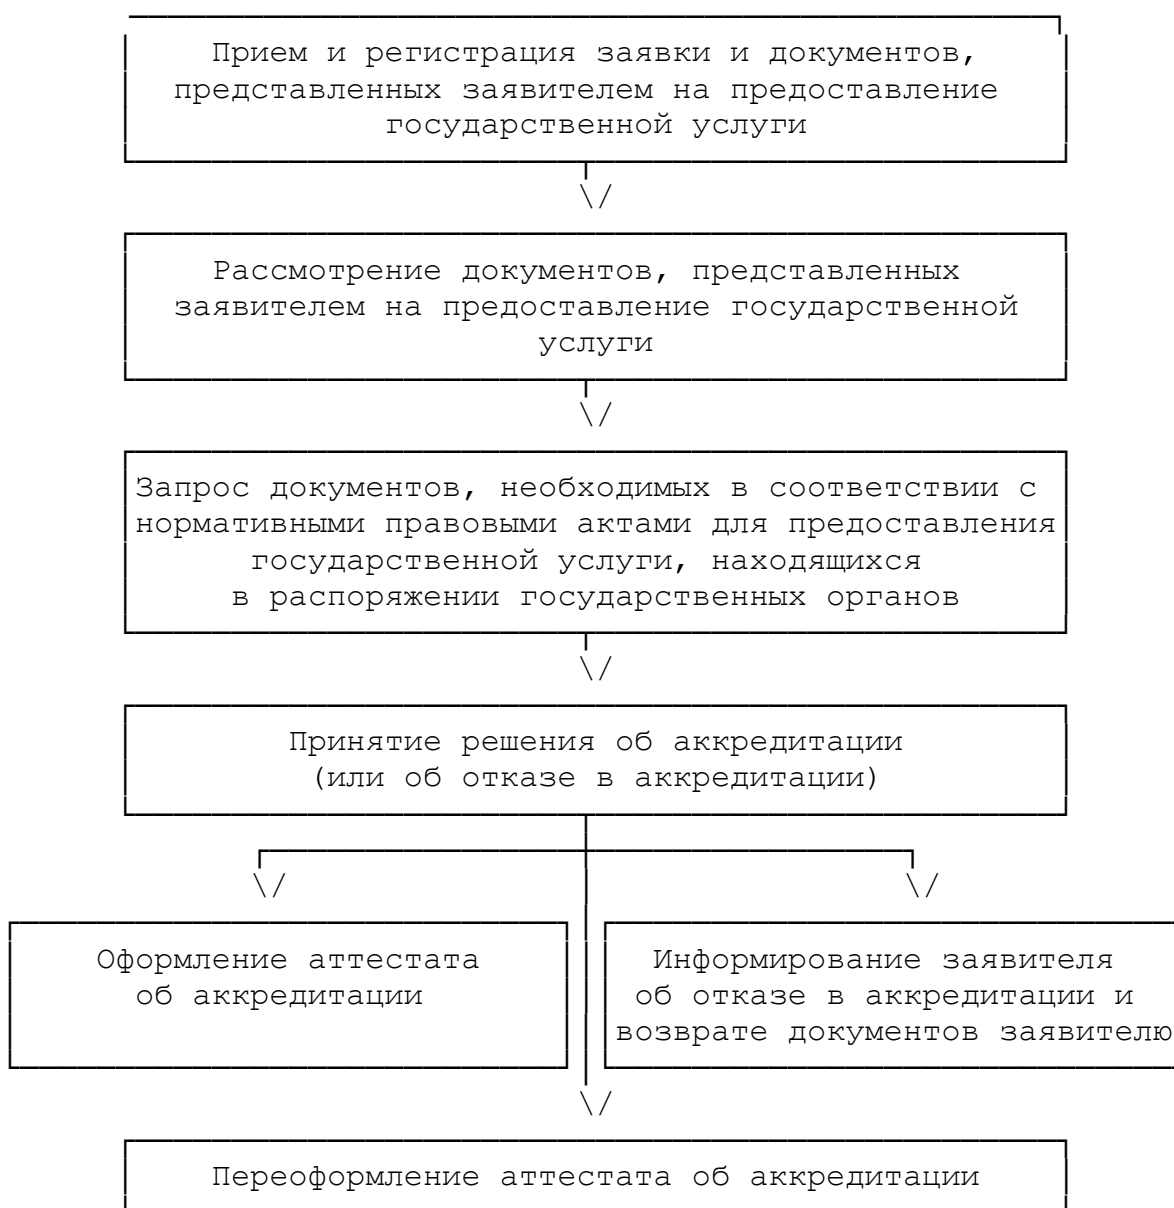 Прием и регистрация заявки и документов,
представленных заявителем на предоставление
государственной услуги
\/
Рассмотрение документов, представленных
заявителем на предоставление государственной
услуги
\/
Запрос документов, необходимых в соответствии с
нормативными правовыми актами для предоставления
государственной услуги, находящихся
в распоряжении государственных органов
\/
Принятие решения об аккредитации
(или об отказе в аккредитации)
\/ \/
Оформление аттестата
об аккредитации
Информирование заявителя
об отказе в аккредитации и
возврате документов заявителю
\/
Переоформление аттестата об аккредитации